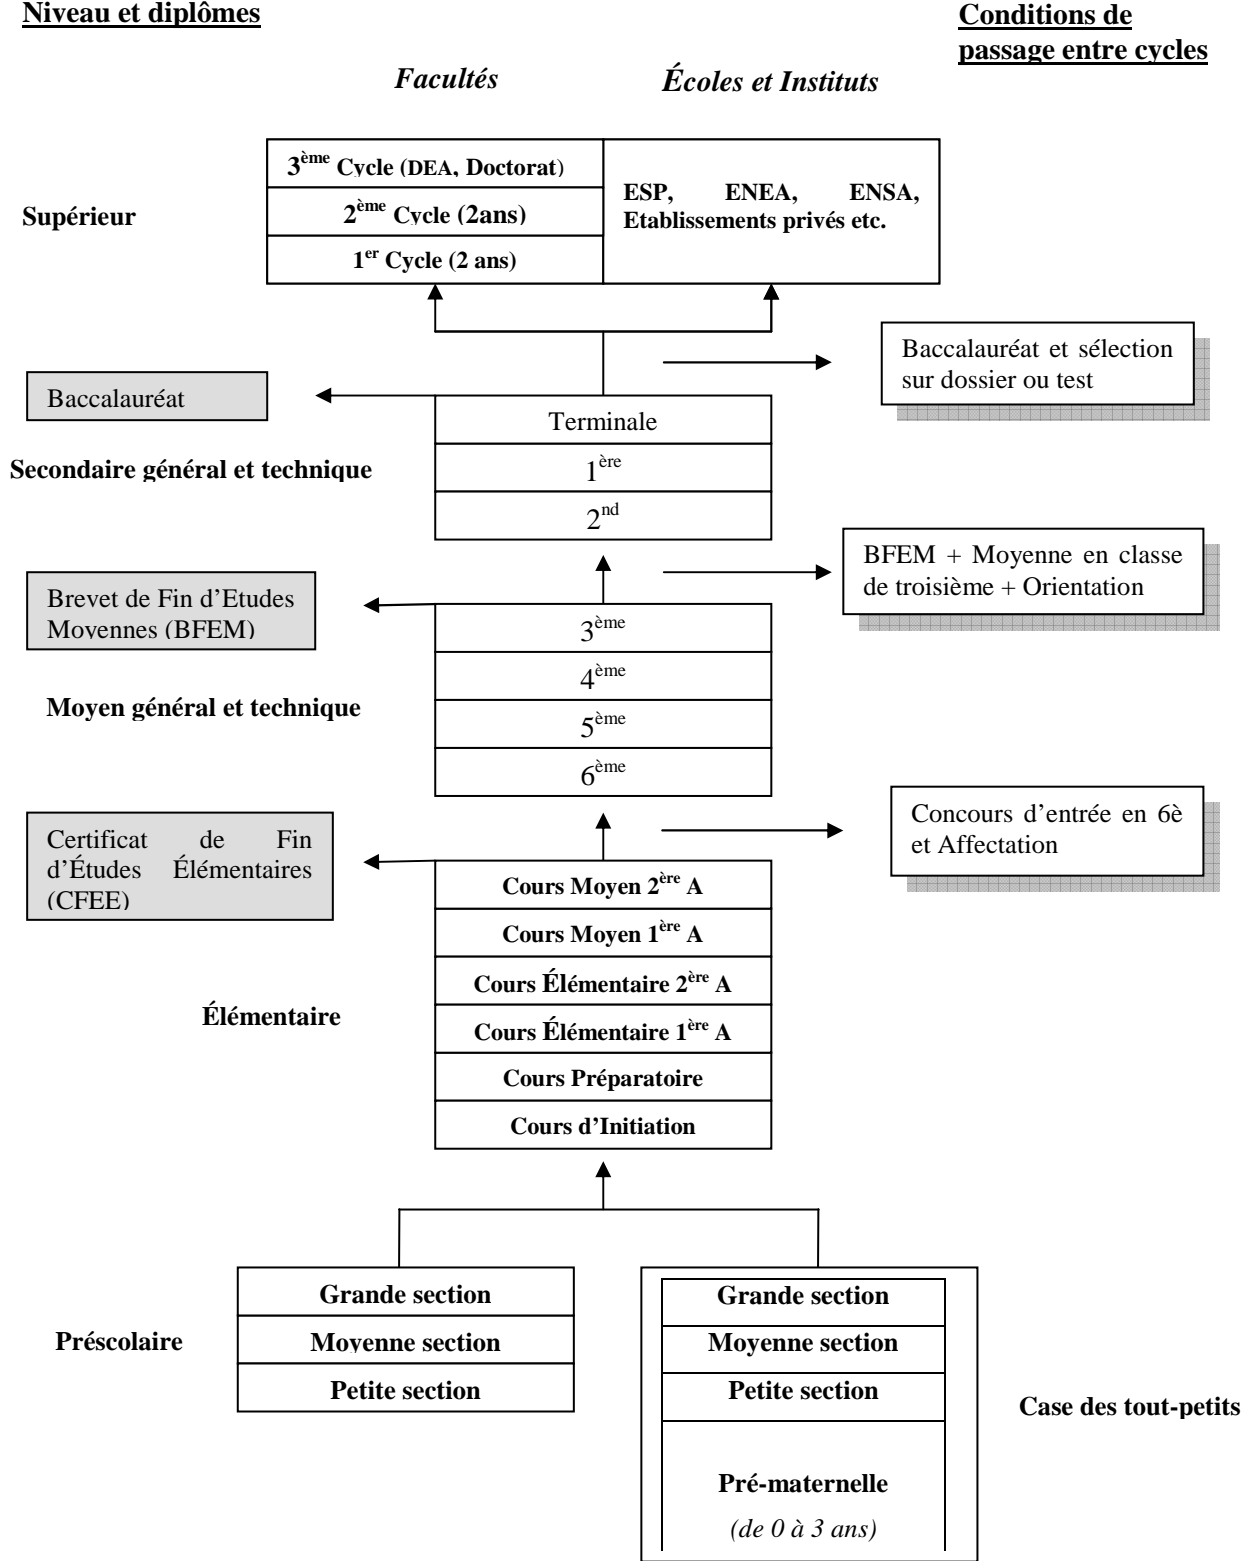 Niveau et diplômes
Conditions de
passage entre cycles
Facultés
Écoles et Instituts
3ème Cycle (DEA, Doctorat)
2ème Cycle (2ans)
1er Cycle (2 ans)
ESP, ENEA, ENSA,
Etablissements privés etc.
Supérieur
Baccalauréat et sélection
sur dossier ou test
Baccalauréat
Terminale
1ère
2nd
Secondaire général et technique
BFEM + Moyenne en classe
de troisième + Orientation
Brevet de Fin d’Etudes
Moyennes (BFEM)
3ème
4ème
5ème
6ème
Moyen général et technique
Concours d’entrée en 6è
et Affectation
Certificat de Fin
d’Études Élémentaires
(CFEE)
Cours Moyen 2ère A
Cours Moyen 1ère A
Cours Élémentaire 2ère A
Cours Élémentaire 1ère A
Cours Préparatoire
Cours d’Initiation
Élémentaire
Préscolaire
Grande section
Moyenne section
Petite section
Grande section
Moyenne section
Petite section
Pré-maternelle
(de 0 à 3 ans)
Case des tout-petits